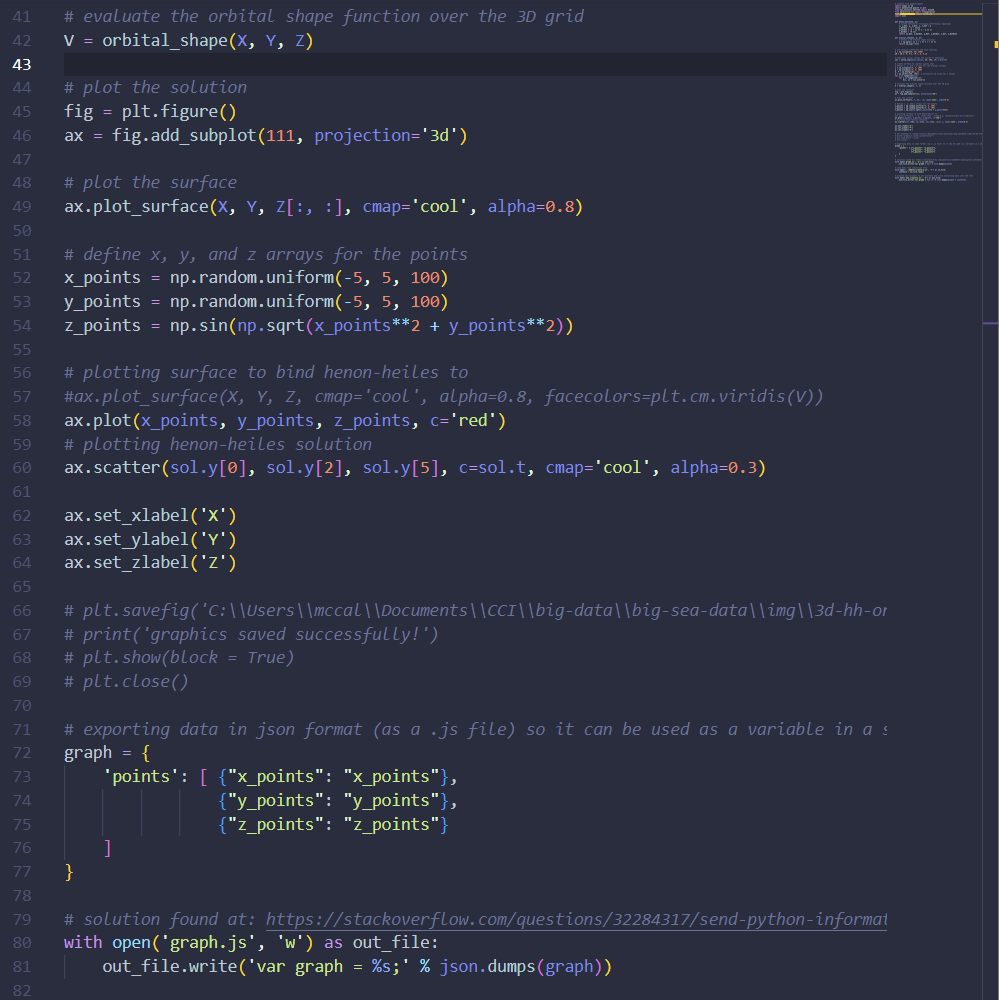 41 # evaluate the orbital shape function over the 3D grid
42 V = orbital_shape(X, Y, Z)
43
44 # plot the solution
45 fig = plt.figure()
46 ax = fig.add_subplot(111, projection='3d')
47
48 # plot the surface
49 ax.plot_surface(X, Y, Z[:, :], cmap='cool', alpha=0.8)
50
51 # define x, y, and z arrays for the points
52 x_points = np.random.uniform(-5, 5, 100)
53 y_points = np.random.uniform(-5, 5, 100)
54 z_points = np.sin(np.sqrt(x_points**2 + y_points**2))
55
56 # plotting surface to bind henon-heiles to
57 #ax.plot_surface(X, Y, Z, cmap='cool', alpha=0.8, facecolors=plt.cm.viridis(V))
58 ax.plot(x_points, y_points, z_points, c='red')
59 # plotting henon-heiles solution
60 ax.scatter(sol.y[0], sol.y[2], sol.y[5], c=sol.t, cmap='cool', alpha=0.3)
61
62 ax.set_xlabel('X')
63 ax.set_ylabel('Y')
64 ax.set_zlabel('Z')
65
66 # plt.savefig('C:\\Users\\mccal\\Documents\\CCI\\big-data\\big-sea-data\\img\\3d-hh-or
67 # print('graphics saved successfully!')
68 # plt.show(block = True)
69 # plt.close()
70
71 # exporting data in json format (as a .js file) so it can be used as a variable in a s
72 graph = {
73 'points': [ {"x_points": "x_points"},
74 {"y_points": "y_points"},
75 {"z_points": "z_points"}
76 ]
77 }
78
79 # solution found at: https://stackoverflow.com/questions/32284317/send-python-informat
80 with open('graph.js', 'w') as out_file:
81 out_file.write('var graph = %s;' % json.dumps(graph))
82